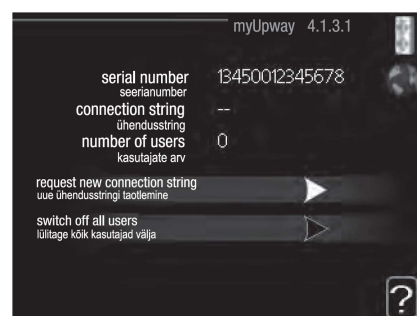 myUpway 4.1.3.1
serial number 13450012345678
seerianumber
connection string --
ühendusstring
number of users 0
kasutajate arv
request new connection string
uue ühendusstringi taotlemine
switch off all users
lülitage kõik kasutajad välja
?